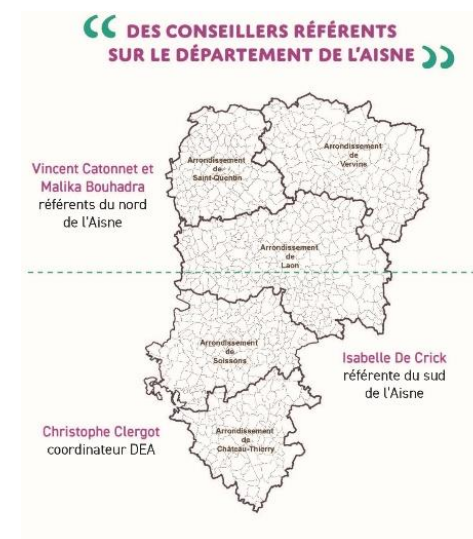 “ DES CONSEILLERS RÉFÉRENTS
SUR LE DÉPARTEMENT DE L’AISNE ”
Arrondissement
de
Vervins
Arrondissement
de
Saint-Quentin
Vincent Catonnet et
Malika Bouhadra
référents du nord
de l'Aisne
Arrondissement
de
Laon
Arrondissement
de
Soissons
Isabelle De Crick
référente du sud
de l'Aisne
Christophe Clergot
coordinateur DEA
Arrondissement
de
Château-Thierry